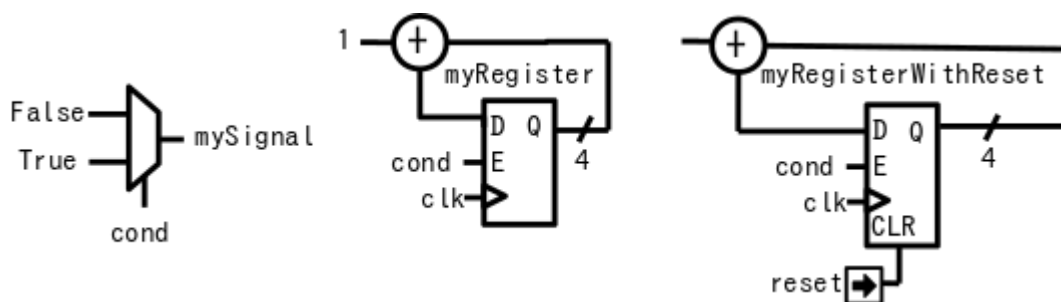 False
True
mySignal
cond
1
myRegister
D Q
cond E
clk
4
myRegisterWithReset
D Q
cond E
clk
CLR
4
reset